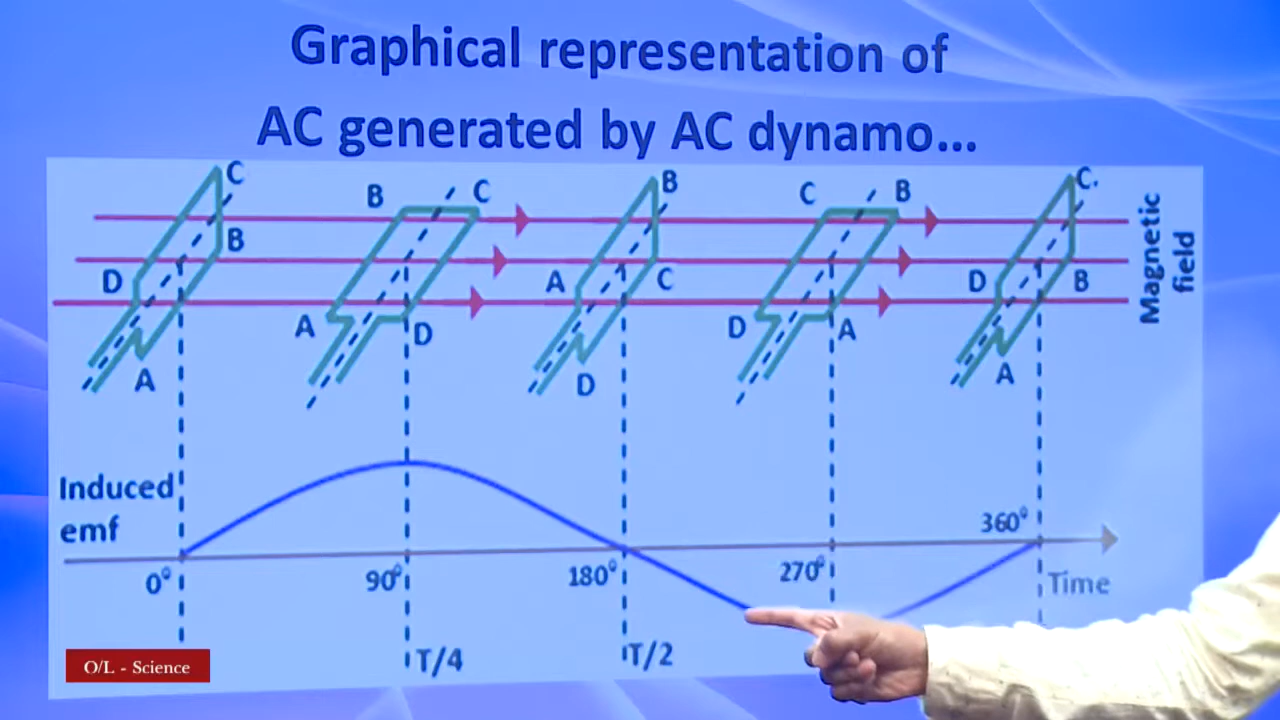 Graphical representation of
AC generated by AC dynamo...
C
B
D
A
B
C
A
D
B
A
C
D
C
B
D
A
C.
D
B
A
Magnetic
field
Induced
emf
0°
90°
180°
270°
360°
Time
T/4
T/2
O/L - Science